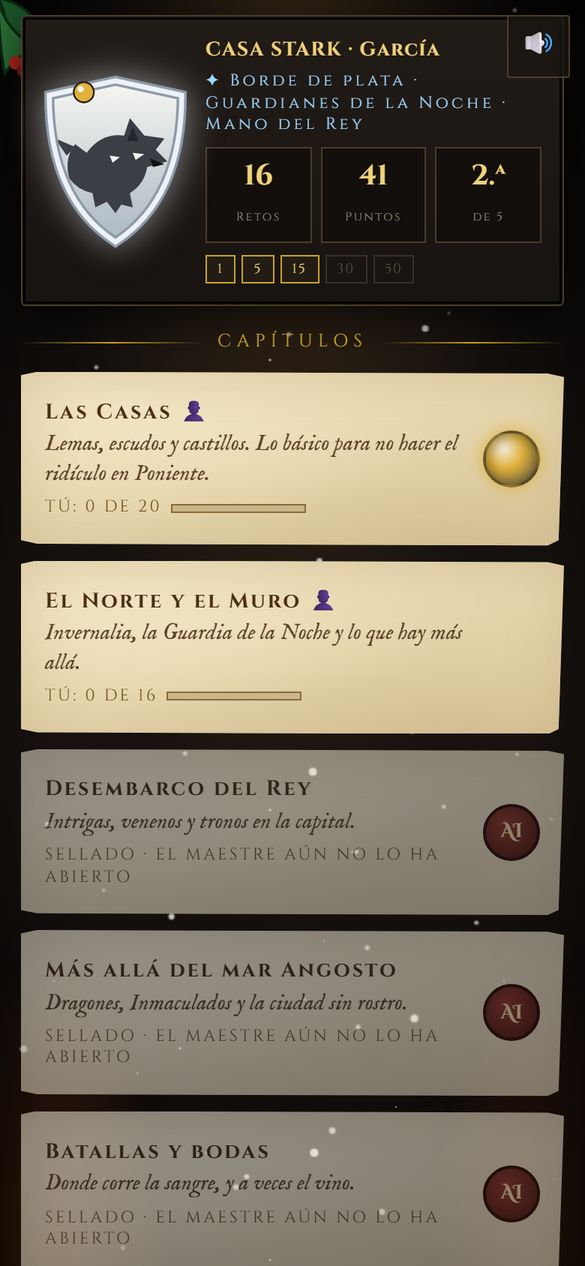 CASA STARK · García
✦ Borde de plata ·
Guardianes de la Noche ·
Mano del Rey
16
Retos
41
Puntos
2.ª
de 5
1 5 15 30 50
CAPÍTULOS
Las Casas
Lemas, escudos y castillos. Lo básico para no hacer el
ridículo en Poniente.
TÚ: 0 DE 20
El Norte y el Muro
Invernalia, la Guardia de la Noche y lo que hay más
allá.
TÚ: 0 DE 16
Desembarco del Rey
Intrigas, venenos y tronos en la capital.
SELLADO · EL MAESTRE AÚN NO LO HA
ABIERTO
AI
Más allá del mar Angosto
Dragones, Inmaculados y la ciudad sin rostro.
SELLADO · EL MAESTRE AÚN NO LO HA
ABIERTO
AI
Batallas y bodas
Donde corre la sangre, y a veces el vino.
SELLADO · EL MAESTRE AÚN NO LO HA
ABIERTO
AI